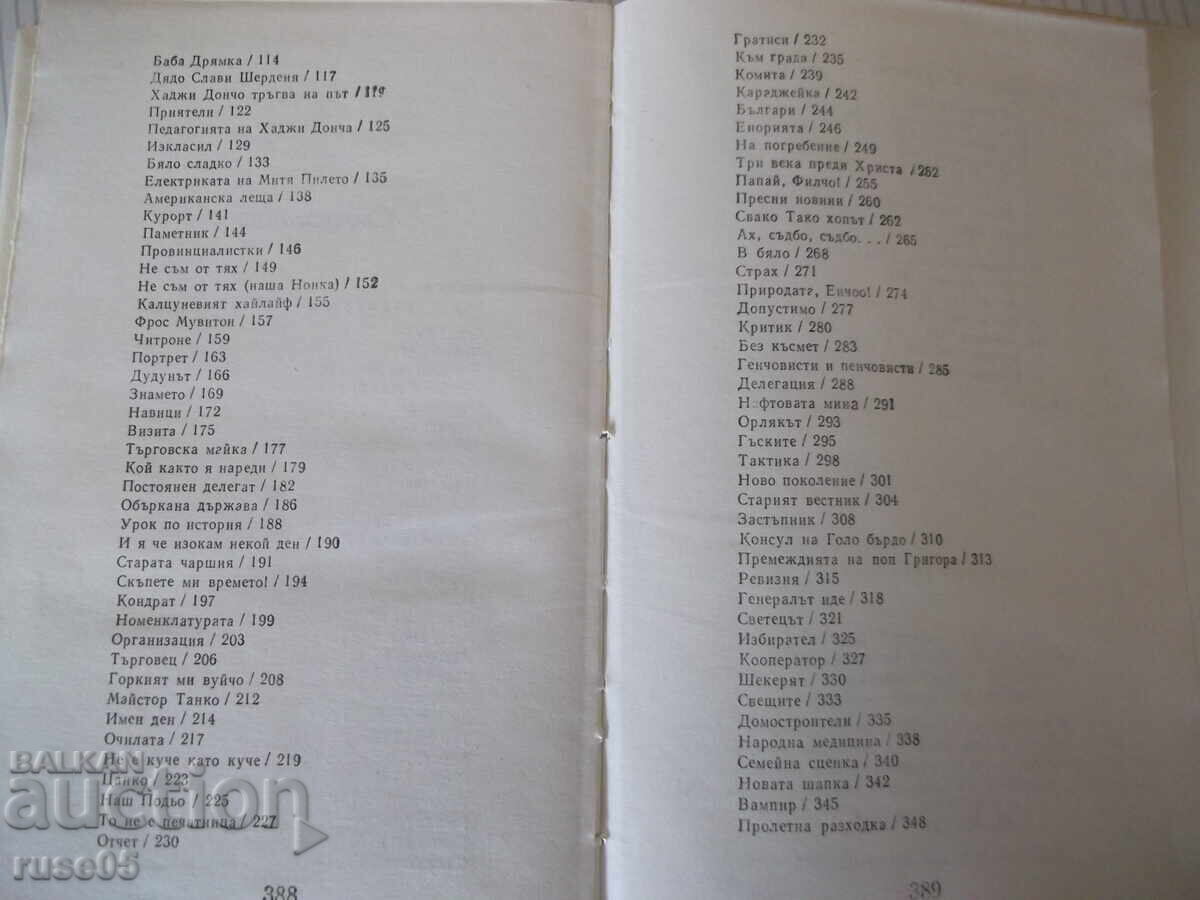 Баба Дрямка / 114
Дядо Слави Шерденя / 117
Хаджи Дончо тръгва на път / 119
Приятели / 122
Педагогията на Хаджи Донча / 125
Изкласил / 129
Бяло сладко / 133
Електриката на Митя Пилето / 135
Американска леща / 138
Курорт / 141
Паметник / 144
Провинциалистки / 146
Не съм от тях / 149
Не съм от тях (наша Нонка) / 152
Калцуневият хайлайф / 155
Фрос Мувитон / 157
Читроне / 159
Портрет / 163
Дудунът / 166
Знамето / 169
Навици / 172
Визита / 175
Търговска майка / 177
Кой както я нареди / 179
Постоянен делегат / 182
Объркана държава / 186
Урок по история / 188
И я че изокам некой ден / 190
Старата чаршия / 191
Скъпете ми времето! / 194
Кондрат / 197
Номенклатурата / 199
Организация / 203
Търговец / 206
Горкият ми вуйчо / 208
Майстор Танко / 212
Имен ден / 214
Очилата / 217
Не е куче като куче / 219
Цанко / 223
Наш Подьо / 225
То не е печатница / 227
Отчет / 230
388
Гратиси / 232
Към града / 235
Комита / 239
Караджейка / 242
Българи / 244
Енорията / 246
На погребение / 249
Три века преди Христа / 252
Папай, Филчо! / 255
Пресни новини / 260
Свако Тако хопът / 262
Ах, съдбо, съдбо... / 265
В бяло / 268
Страх / 271
Природата, Енчоо! / 274
Допустимо / 277
Критик / 280
Без късмет / 283
Генчовисти и пенчовисти / 285
Делегация / 288
Нафтовата мина / 291
Орлякът / 293
Гъските / 295
Тактика / 298
Ново поколение / 301
Старият вестник / 304
Застъпник / 308
Консул на Голо бърдо / 310
Премеждията на поп Григора / 313
Ревизия / 315
Генералът иде / 318
Светецът / 321
Избирател / 325
Кооператор / 327
Шекерят / 330
Свещите / 333
Домостроители / 335
Народна медицина / 338
Семейна сценка / 340
Новата шапка / 342
Вампир / 345
Пролетна разходка / 348
389
BALKAN
auction
ruse05